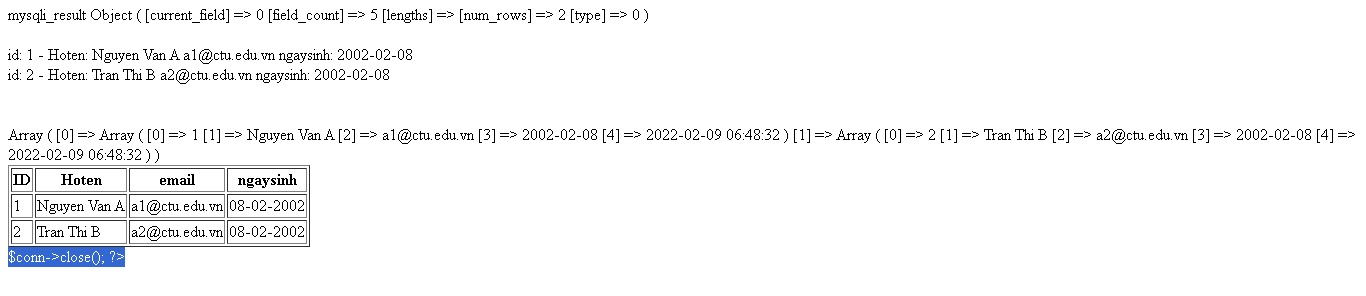 mysqli_result Object ( [current_field] => 0 [field_count] => 5 [lengths] => [num_rows] => 2 [type] => 0 )
id: 1 - Hoten: Nguyen Van A a1@ctu.edu.vn ngaysinh: 2002-02-08
id: 2 - Hoten: Tran Thi B a2@ctu.edu.vn ngaysinh: 2002-02-08
Array ( [0] => Array ( [0] => 1 [1] => Nguyen Van A [2] => a1@ctu.edu.vn [3] => 2002-02-08 [4] => 2022-02-09 06:48:32 ) [1] => Array ( [0] => 2 [1] => Tran Thi B [2] => a2@ctu.edu.vn [3] => 2002-02-08 [4] =>
2022-02-09 06:48:32 ) )
ID Hoten email ngaysinh
1 Nguyen Van A a1@ctu.edu.vn 08-02-2002
2 Tran Thi B a2@ctu.edu.vn 08-02-2002
$conn->close(); ?>